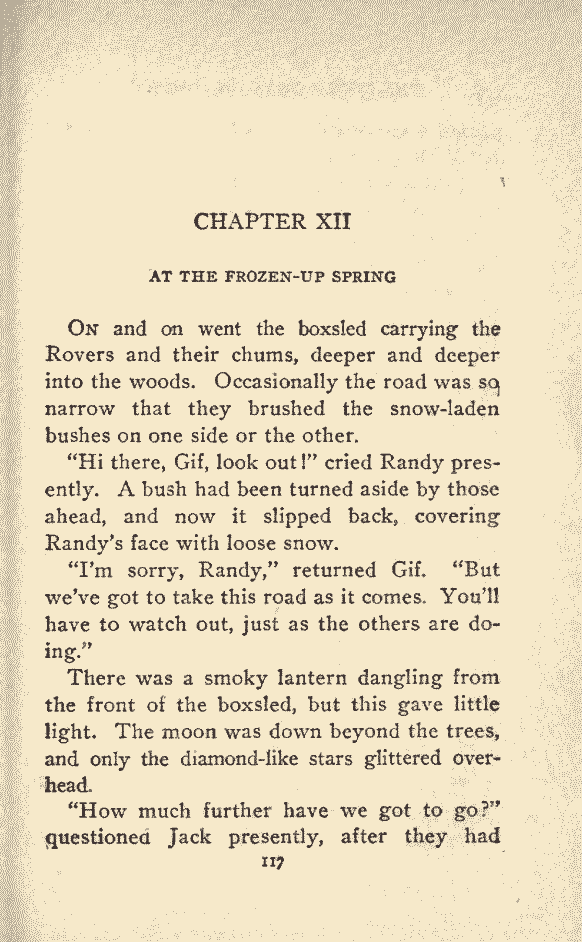 CHAPTER XII
AT THE FROZEN-UP SPRING
ON and on went the boxsled carrying the
Rovers and their chums, deeper and deeper
into the woods. Occasionally the road was so
narrow that they brushed the snow-laden
bushes on one side or the other.
"Hi there, Gif, look out!" cried Randy pres-
ently. A bush had been turned aside by those
ahead, and now it slipped back, covering
Randy's face with loose snow.
"I'm sorry, Randy," returned Gif. "But
we've got to take this road as it comes. You'll
have to watch out, just as the others are do-
ing."
There was a smoky lantern dangling from
the front of the boxsled, but this gave little
light. The moon was down beyond the trees,
and only the diamond-like stars glittered over-
head.
"How much further have we got to go?"
questioned Jack presently, after they had
117